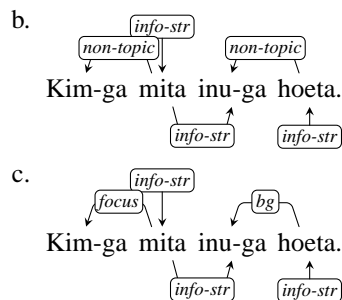 b.
info-str
non-topic non-topic
Kim-ga mita inu-ga hoeta.
info-str info-str
c.
info-str
focus bg
Kim-ga mita inu-ga hoeta.
info-str info-str